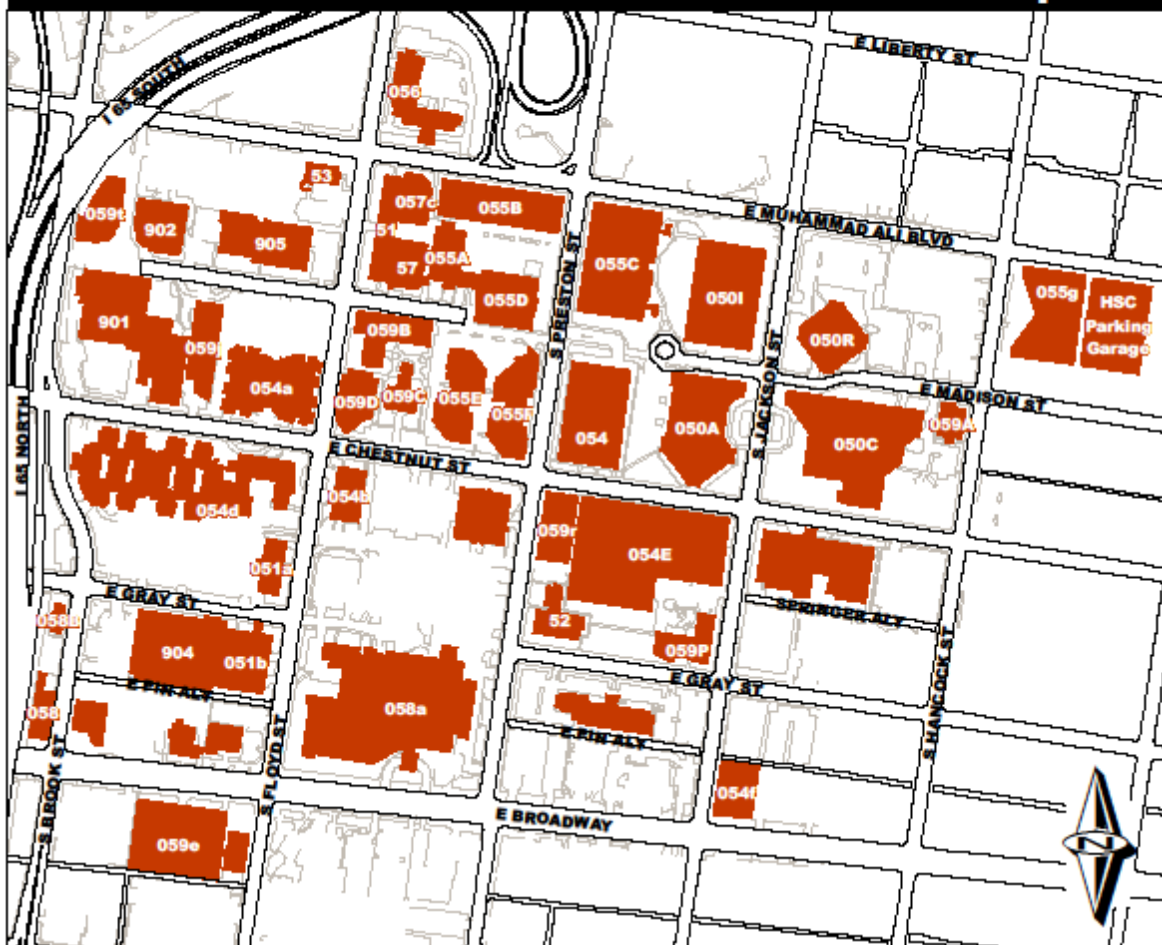 E LIBERTY ST
I 65 SOUTH
056
53
057c
055B
059t
902
905
51
57
055A
055D
S PRESTON ST
055C
050I
E MUHAMMAD ALI BLVD
050R
055g
HSC
Parking
Garage
901
059j
054a
059B
059D
059C
055E
055F
054
050A
S JACKSON ST
050C
E MADISON ST
059A
I 65 NORTH
E CHESTNUT ST
054d
054b
051a
059r
054E
52
059P
SPRINGER ALY
E GRAY ST
E GRAY ST
904
051b
E FIN ALY
058
058a
E FIN ALY
S HANCOCK ST
S BROOK ST
S FLOYD ST
054f
E BROADWAY
059e
N